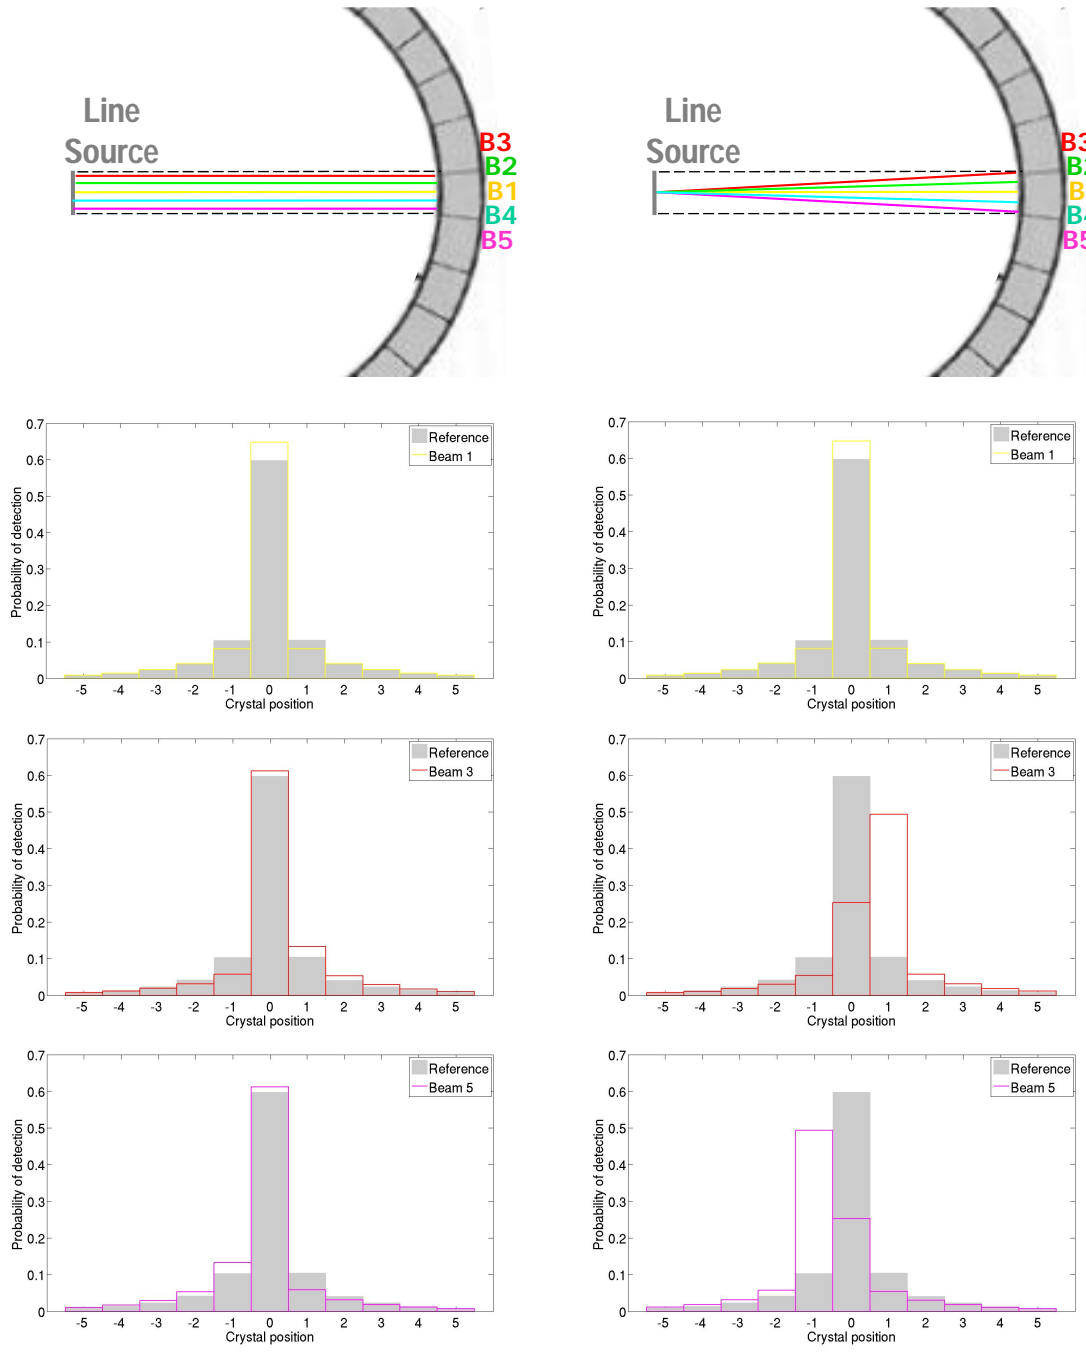 Line
Source
B3
B2
B1
B4
B5
Line
Source
B3
B2
B
B4
B5
0.7
0.6
0.5
0.4
0.3
0.2
0.1
0
Probability of detection
Reference
Beam 1
-5 -4 -3 -2 -1 0 1 2 3 4 5
Crystal position
0.7
0.6
0.5
0.4
0.3
0.2
0.1
0
Probability of detection
Reference
Beam 1
-5 -4 -3 -2 -1 0 1 2 3 4 5
Crystal position
0.7
0.6
0.5
0.4
0.3
0.2
0.1
0
Probability of detection
Reference
Beam 3
-5 -4 -3 -2 -1 0 1 2 3 4 5
Crystal position
0.7
0.6
0.5
0.4
0.3
0.2
0.1
0
Probability of detection
Reference
Beam 3
-5 -4 -3 -2 -1 0 1 2 3 4 5
Crystal position
0.7
0.6
0.5
0.4
0.3
0.2
0.1
0
Probability of detection
Reference
Beam 5
-5 -4 -3 -2 -1 0 1 2 3 4 5
Crystal position
0.7
0.6
0.5
0.4
0.3
0.2
0.1
0
Probability of detection
Reference
Beam 5
-5 -4 -3 -2 -1 0 1 2 3 4 5
Crystal position